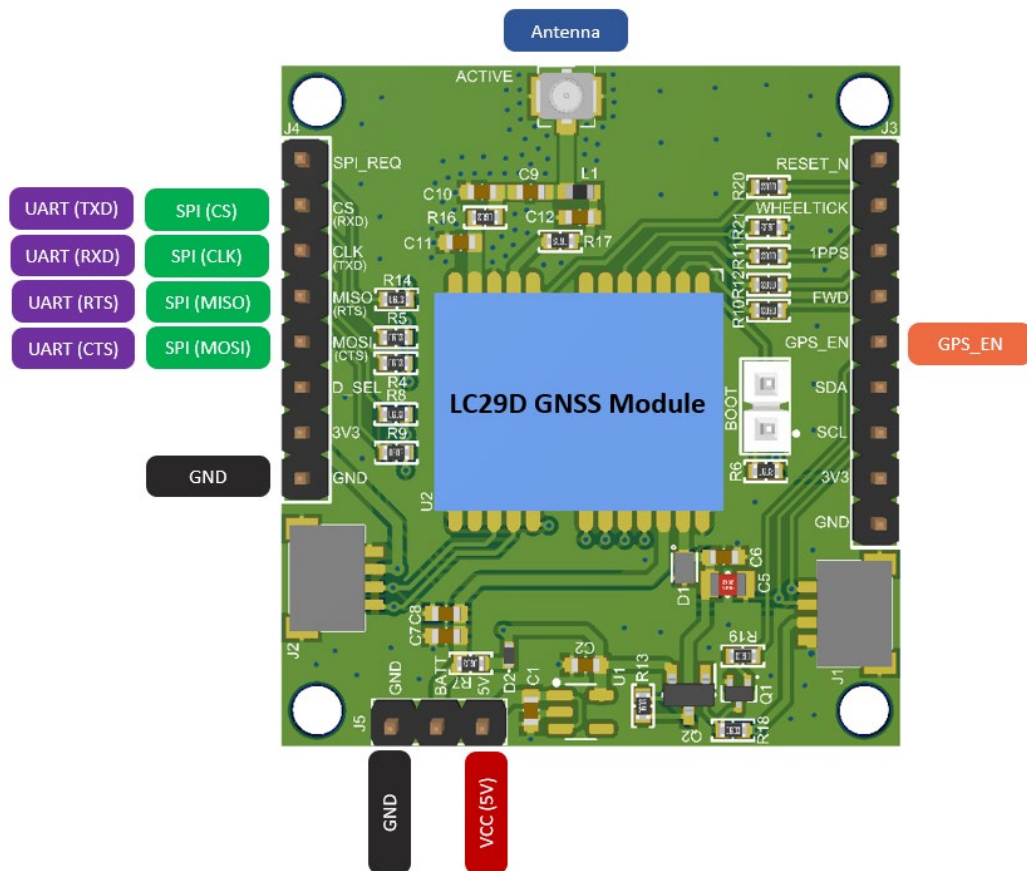 Antenna
ACTIVE
J4
J3
SPI_REQ
RESET_N
UART (TXD)
SPI (CS)
CS
(RXD)
C10
C9
L1
R20
WHEELTICK
R16
C12
R21
UART (RXD)
SPI (CLK)
CLK
(TXD)
C11
R17
R11
1PPS
UART (RTS)
SPI (MISO)
MISO
(RTS)
R14
R12
FWD
R10
UART (CTS)
SPI (MOSI)
MOSI
(CTS)
R5
GPS_EN
GPS_EN
D_SEL
R4
R8
LC29D GNSS Module
BOOT
SDA
3V3
R9
SCL
GND
GND
R6
3V3
U2
GND
C6
C5
D1
J2
C7C8
R19
J1
GND
BATT
R7
5V
D2
C1
C2
U1
R13
Q1
J5
Q2
R18
GND
VCC (5V)